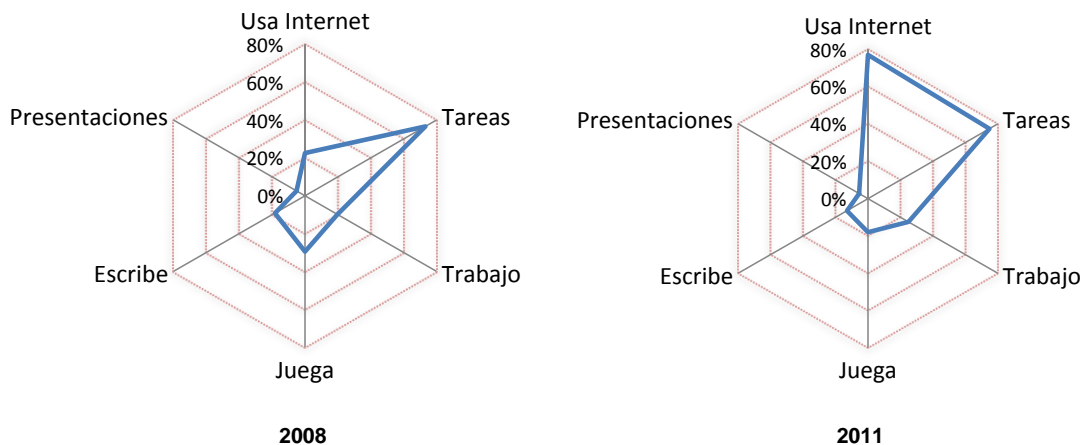 Usa Internet
80%
60%
40%
20%
0%
Presentaciones
Tareas
Escribe
Trabajo
Juega
2008
Usa Internet
80%
60%
40%
20%
0%
Presentaciones
Tareas
Escribe
Trabajo
Juega
2011